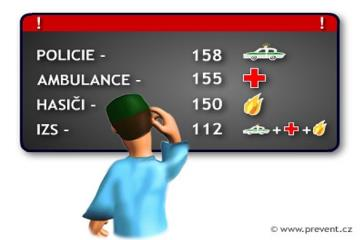 ! !
POLICIE - 158
AMBULANCE - 155
HASIČI - 150
IZS - 112
© www.prevent.cz